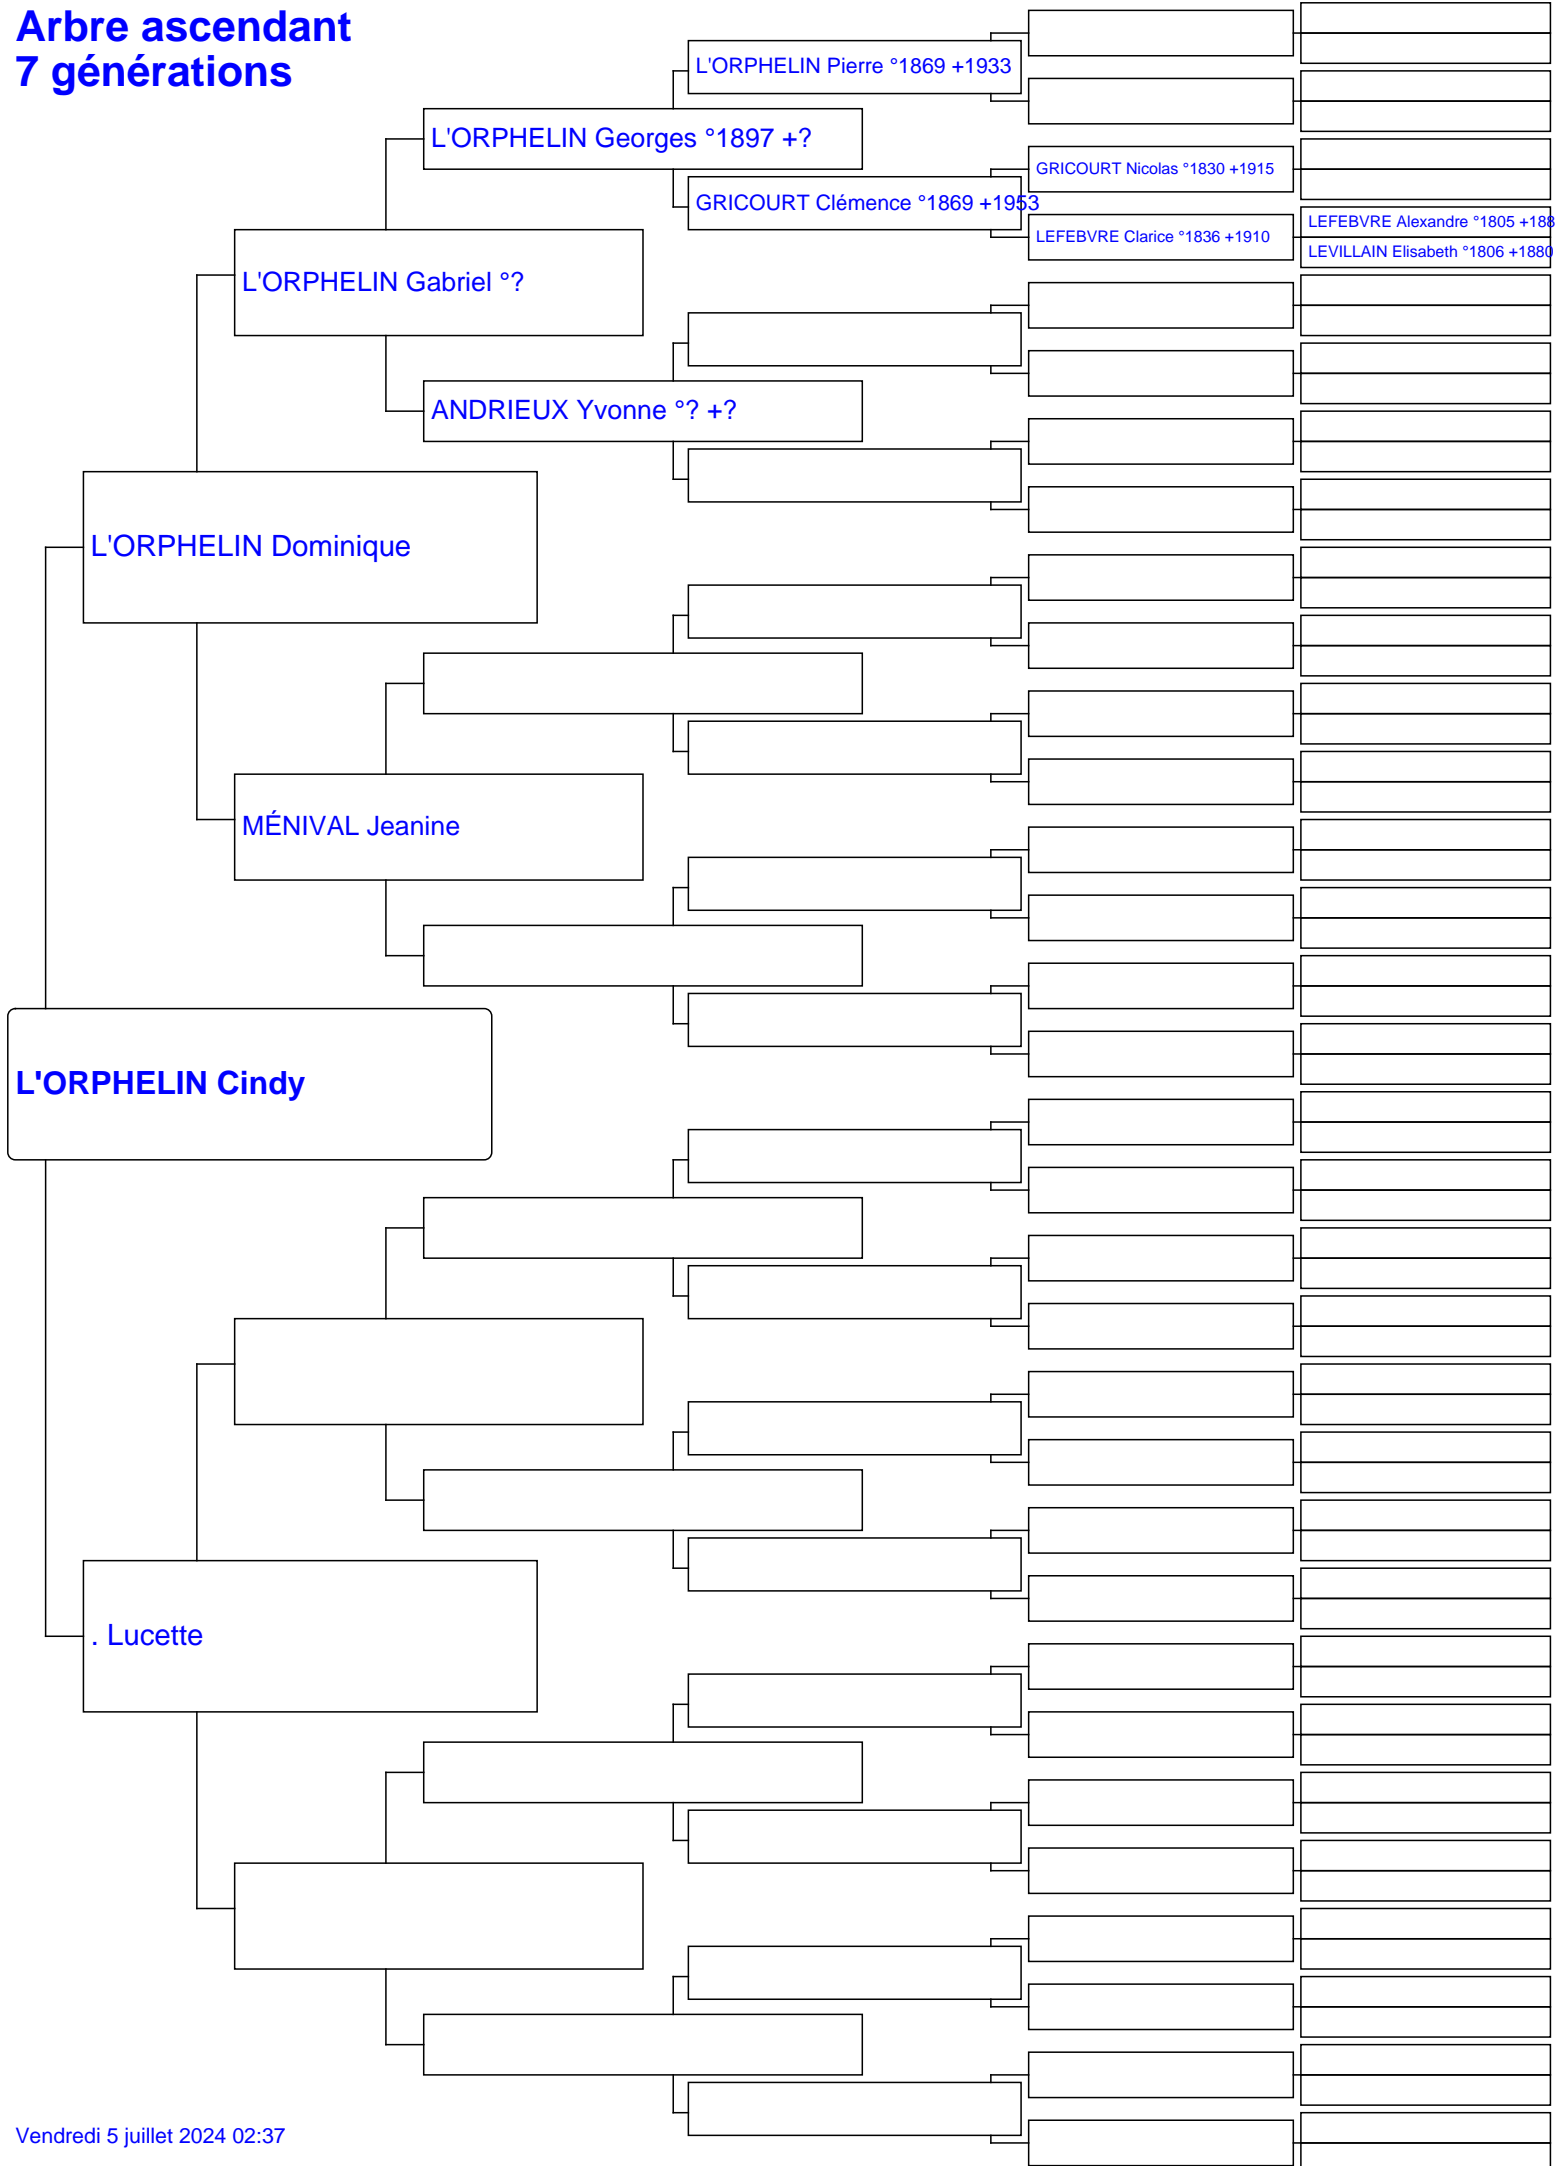 Arbre ascendant
7 générations
L'ORPHELIN Pierre °1869 +1933
L'ORPHELIN Georges °1897 +?
GRICOURT Nicolas °1830 +1915
GRICOURT Clémence °1869 +1953
LEFEBVRE Alexandre °1805 +188
LEFEBVRE Clarice °1836 +1910
LEVILLAIN Elisabeth °1806 +1880
L'ORPHELIN Gabriel °?
ANDRIEUX Yvonne °? +?
L'ORPHELIN Dominique
MÉNIVAL Jeanine
L'ORPHELIN Cindy
. Lucette
Vendredi 5 juillet 2024 02:37